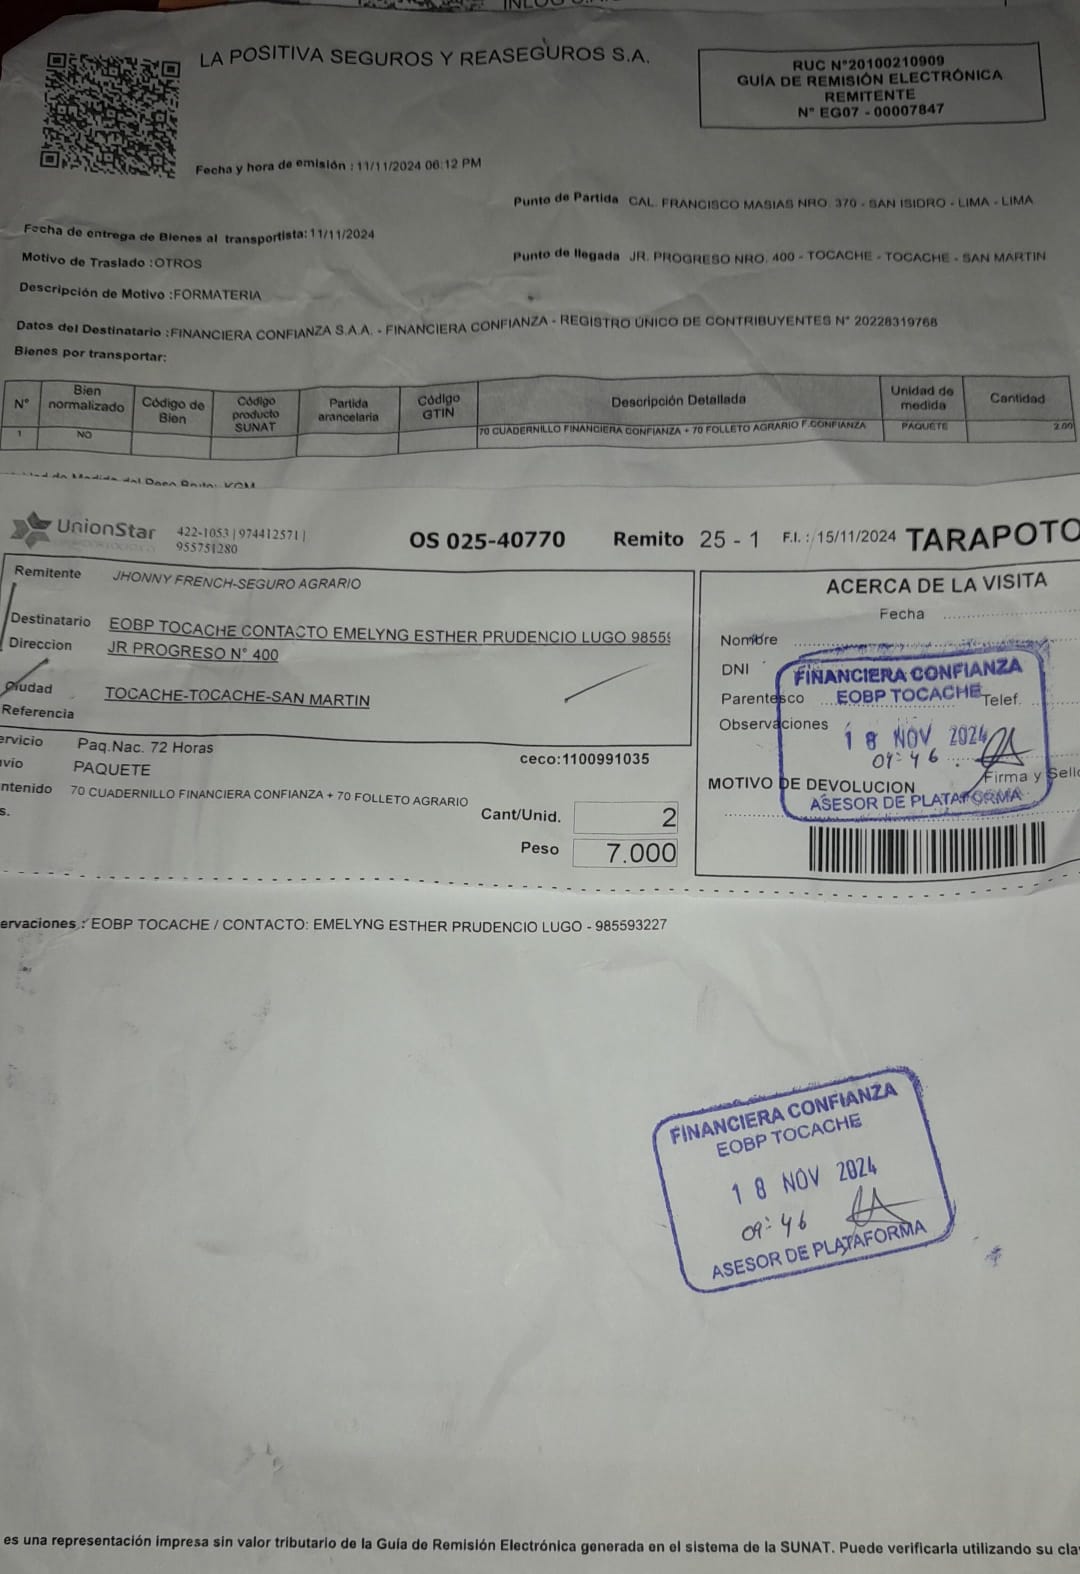 LA POSITIVA SEGUROS Y REASEGUROS S.A.
RUC N°20100210909
GUÍA DE REMISIÓN ELECTRÓNICA
REMITENTE
N° EG07 - 00007847
Fecha y hora de emisión : 11/11/2024 06:12 PM
Punto de Partida CAL. FRANCISCO MASIAS NRO. 370 - SAN ISIDRO - LIMA - LIMA
Fecha de entrega de Bienes al transportista:11/11/2024
Motivo de Traslado :OTROS
Punto de llegada JR. PROGRESO NRO. 400 - TOCACHE - TOCACHE - SAN MARTIN
Descripción de Motivo :FORMATERIA
Datos del Destinatario :FINANCIERA CONFIANZA S.A.A. - FINANCIERA CONFIANZA - REGISTRO ÚNICO DE CONTRIBUYENTES N° 20228319768
Bienes por transportar:
N° Bien normalizado Código de Bien Código producto SUNAT Partida arancelaria Código GTIN Descripción Detallada Unidad de medida Cantidad
1 NO 70 CUADERNILLO FINANCIERA CONFIANZA + 70 FOLLETO AGRARIO F.CONFIANZA PAQUETE 2.00
UnionStar 422-1053 | 974412571 |
955751280
OS 025-40770 Remito 25 - 1 F.I. : 15/11/2024 TARAPOTO
Remitente JHONNY FRENCH-SEGURO AGRARIO
Destinatario EOBP TOCACHE CONTACTO EMELYNG ESTHER PRUDENCIO LUGO 98559
Direccion JR PROGRESO N° 400
Ciudad TOCACHE-TOCACHE-SAN MARTIN
Referencia
ervicio Paq.Nac. 72 Horas
ceco:1100991035
vio PAQUETE
ntenido 70 CUADERNILLO FINANCIERA CONFIANZA + 70 FOLLETO AGRARIO
s.
Cant/Unid. 2
Peso 7.000
ACERCA DE LA VISITA
Fecha
Nombre
DNI
Parentesco Telef.
Observaciones
Firma y Sello
MOTIVO DE DEVOLUCION
FINANCIERA CONFIANZA
EOBP TOCACHE
18 NOV 2024
09:46
ASESOR DE PLATAFORMA
ervaciones : EOBP TOCACHE / CONTACTO: EMELYNG ESTHER PRUDENCIO LUGO - 985593227
FINANCIERA CONFIANZA
EOBP TOCACHE
18 NOV 2024
09:46
ASESOR DE PLATAFORMA
es una representación impresa sin valor tributario de la Guía de Remisión Electrónica generada en el sistema de la SUNAT. Puede verificarla utilizando su cla